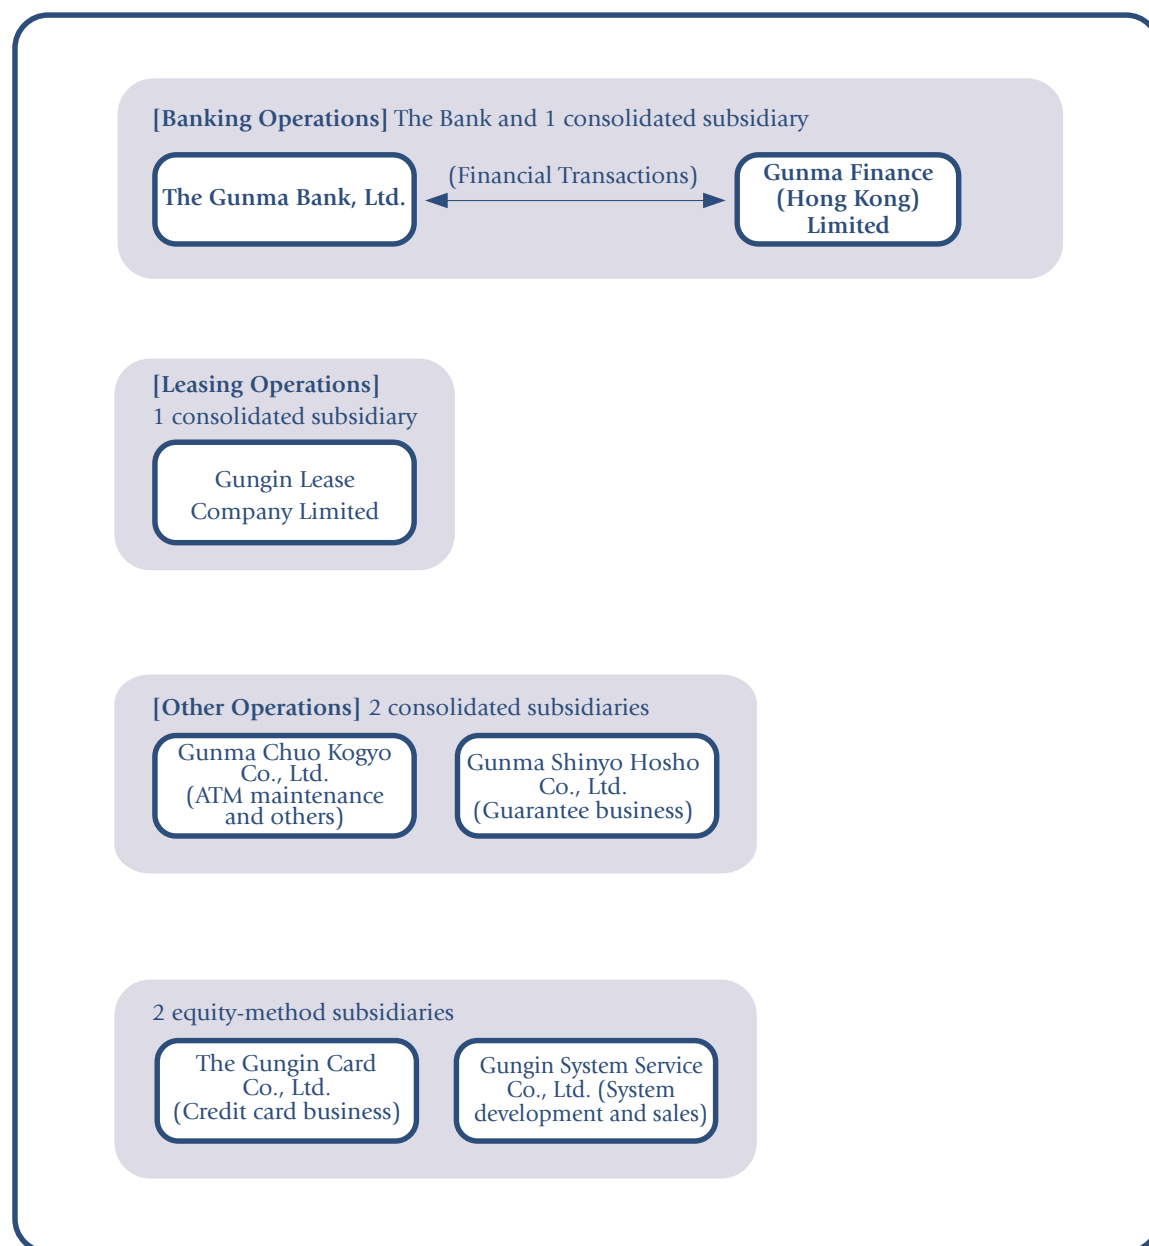 [Banking Operations] The Bank and 1 consolidated subsidiary
The Gunma Bank, Ltd.
(Financial Transactions)
Gunma Finance
(Hong Kong)
Limited
[Leasing Operations]
1 consolidated subsidiary
Gungin Lease
Company Limited
[Other Operations] 2 consolidated subsidiaries
Gunma Chuo Kogyo
Co., Ltd.
(ATM maintenance
and others)
Gunma Shinyo Hosho
Co., Ltd.
(Guarantee business)
2 equity-method subsidiaries
The Gungin Card
Co., Ltd.
(Credit card business)
Gungin System Service
Co., Ltd. (System
development and sales)